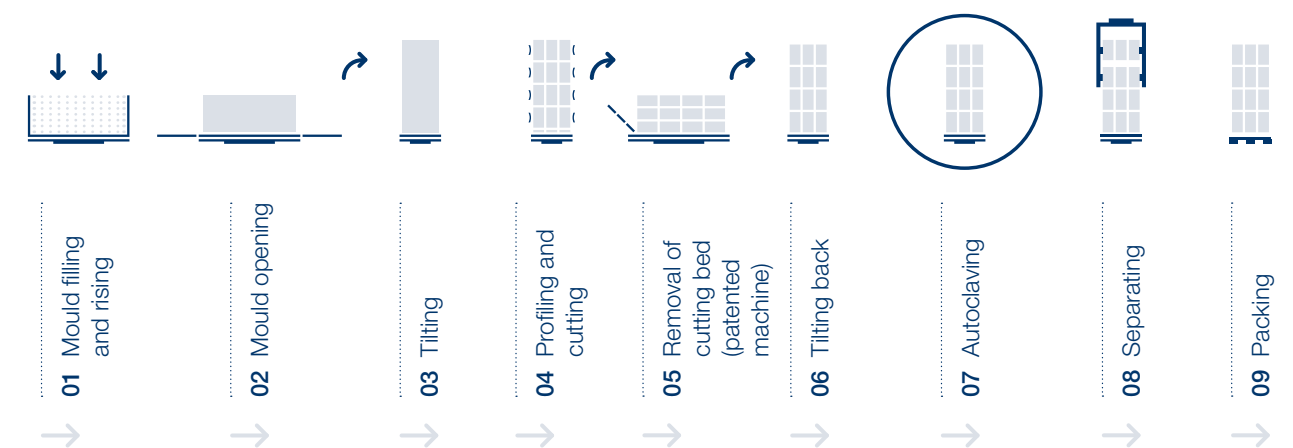 01 Mould filling
and rising
02 Mould opening
03 Tilting
04 Profiling and
cutting
05 Removal of
cutting bed
(patented
machine)
06 Tilting back
07 Autoclaving
08 Separating
09 Packing